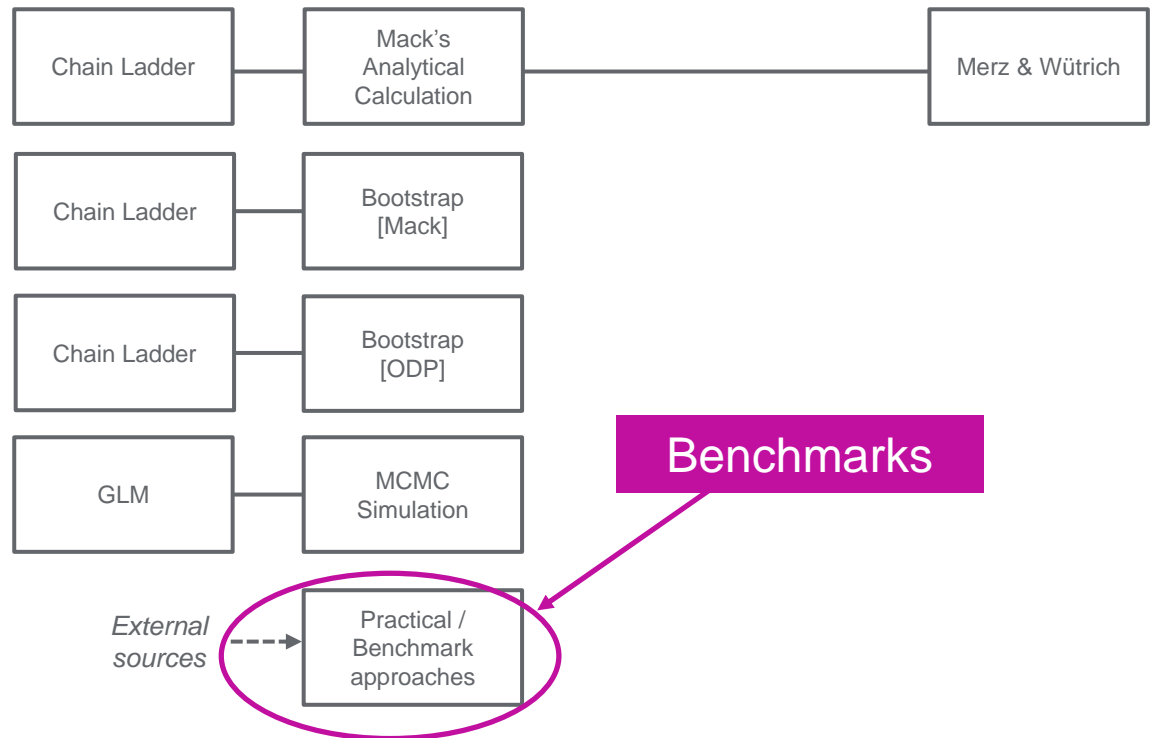 Chain Ladder
Mack's
Analytical
Calculation
Merz & Wütrich
Chain Ladder
Bootstrap
[Mack]
Chain Ladder
Bootstrap
[ODP]
Benchmarks
GLM
MCMC
Simulation
External
sources
Practical /
Benchmark
approaches